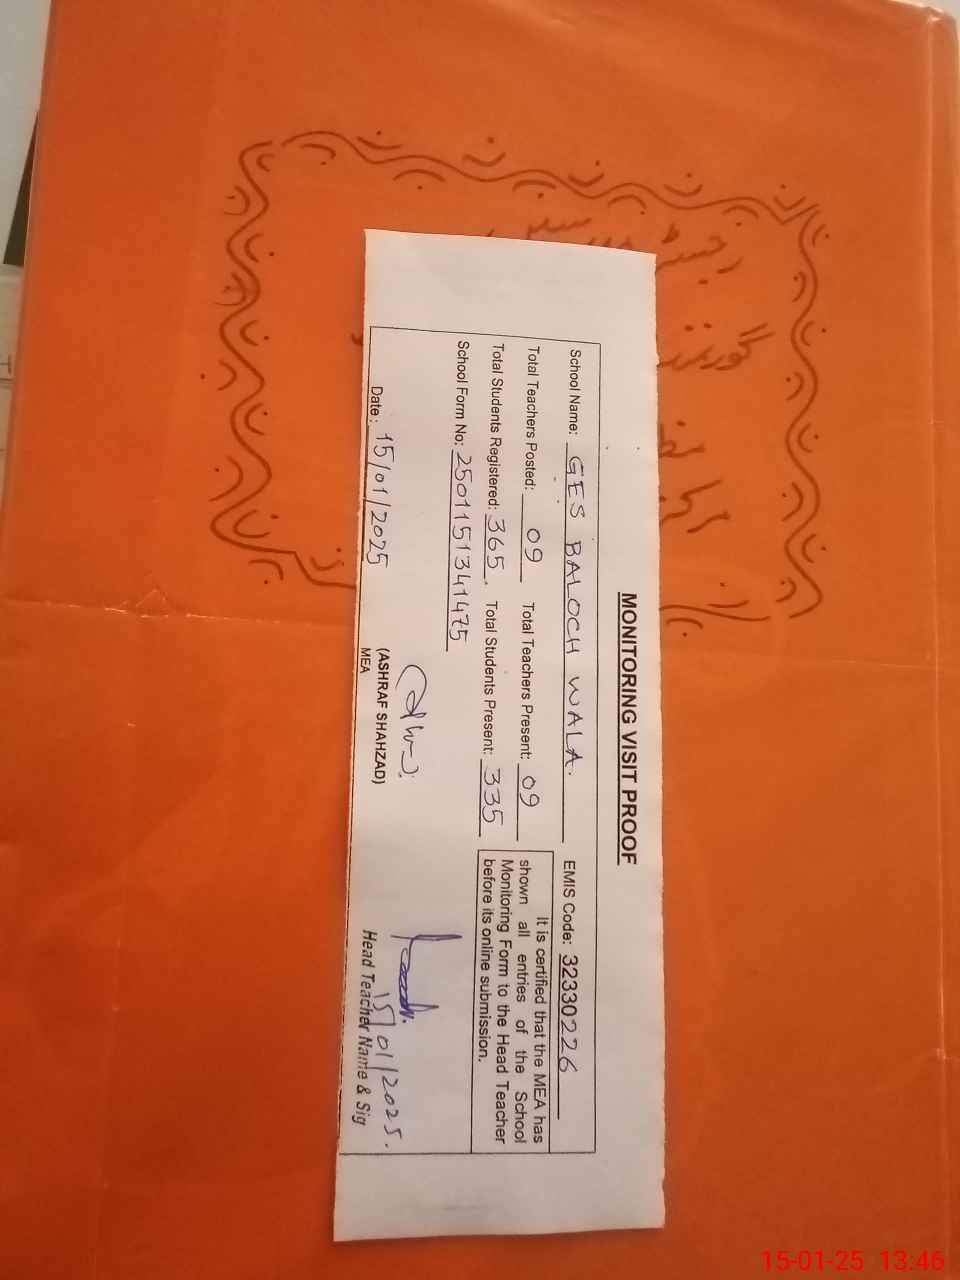 MONITORING VISIT PROOF
School Name: GES BALOCH WALA. EMIS Code: 32330226
Total Teachers Posted: 09 Total Teachers Present: 09
Total Students Registered: 365. Total Students Present: 335
School Form No: 250115131341475
It is certified that the MEA has
shown all entries of the School
Monitoring Form to the Head Teacher
before its online submission.
Date: 15/01/2025
(ASHRAF SHAHZAD)
MEA
15/01/2025.
Head Teacher Name & Sig
15-01-25 13:46